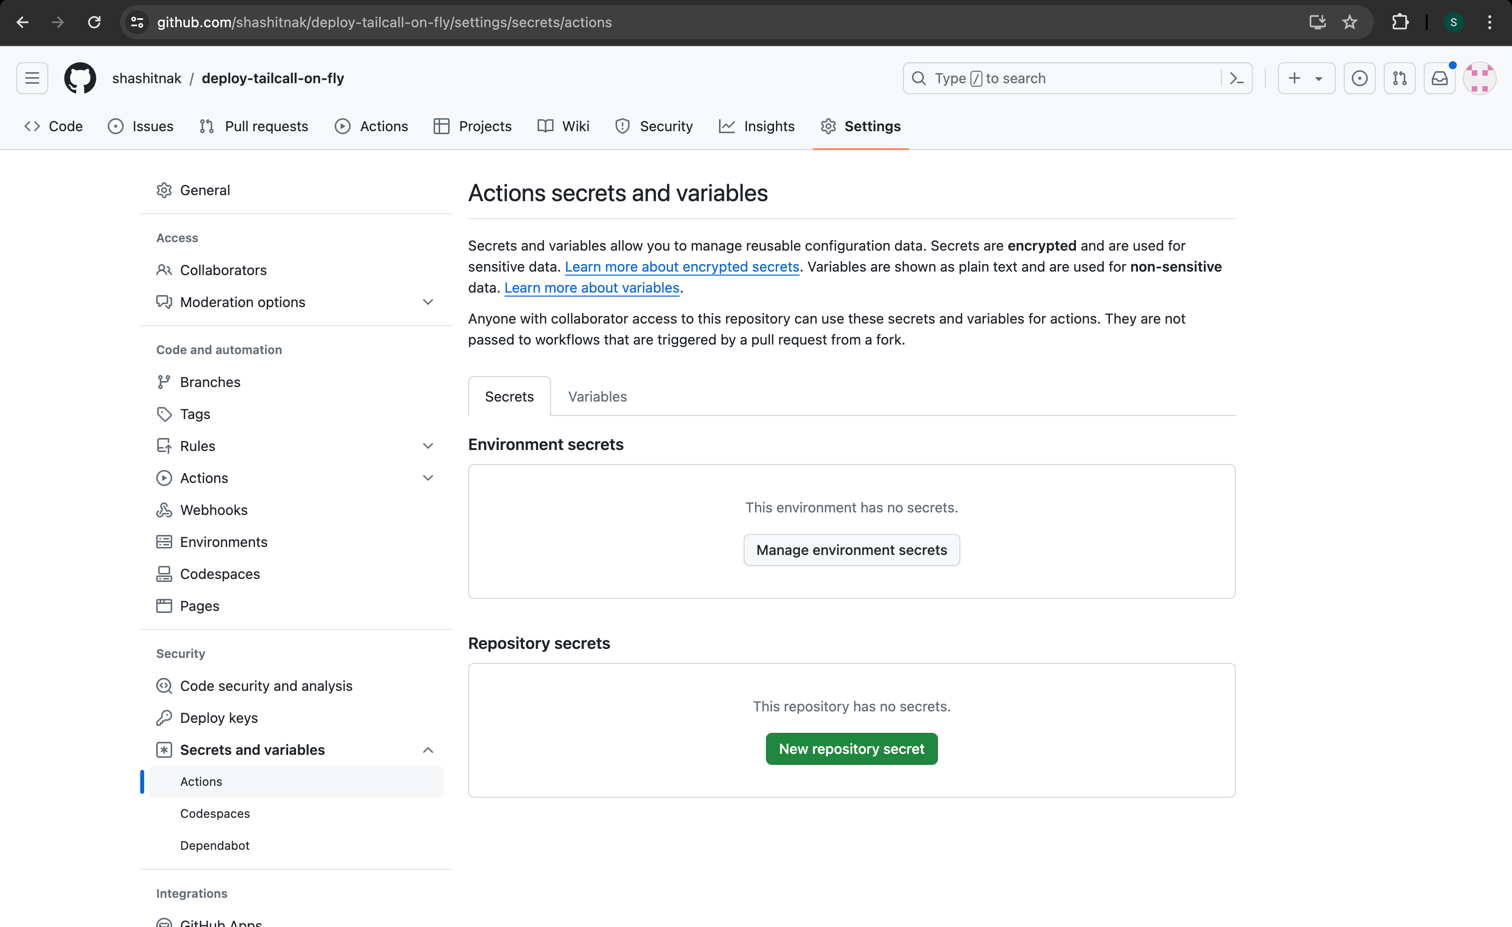 github.com/shashitnak/deploy-tailcall-on-fly/settings/secrets/actions
S
shashitnak / deploy-tailcall-on-fly
Type / to search
Code
Issues
Pull requests
Actions
Projects
Wiki
Security
Insights
Settings
General
Access
Collaborators
Moderation options
Code and automation
Branches
Tags
Rules
Actions
Webhooks
Environments
Codespaces
Pages
Security
Code security and analysis
Deploy keys
Secrets and variables
Actions
Codespaces
Dependabot
Integrations
GitHub Apps
Actions secrets and variables
Secrets and variables allow you to manage reusable configuration data. Secrets are encrypted and are used for
sensitive data. Learn more about encrypted secrets. Variables are shown as plain text and are used for non-sensitive
data. Learn more about variables.
Anyone with collaborator access to this repository can use these secrets and variables for actions. They are not
passed to workflows that are triggered by a pull request from a fork.
Secrets
Variables
Environment secrets
This environment has no secrets.
Manage environment secrets
Repository secrets
This repository has no secrets.
New repository secret